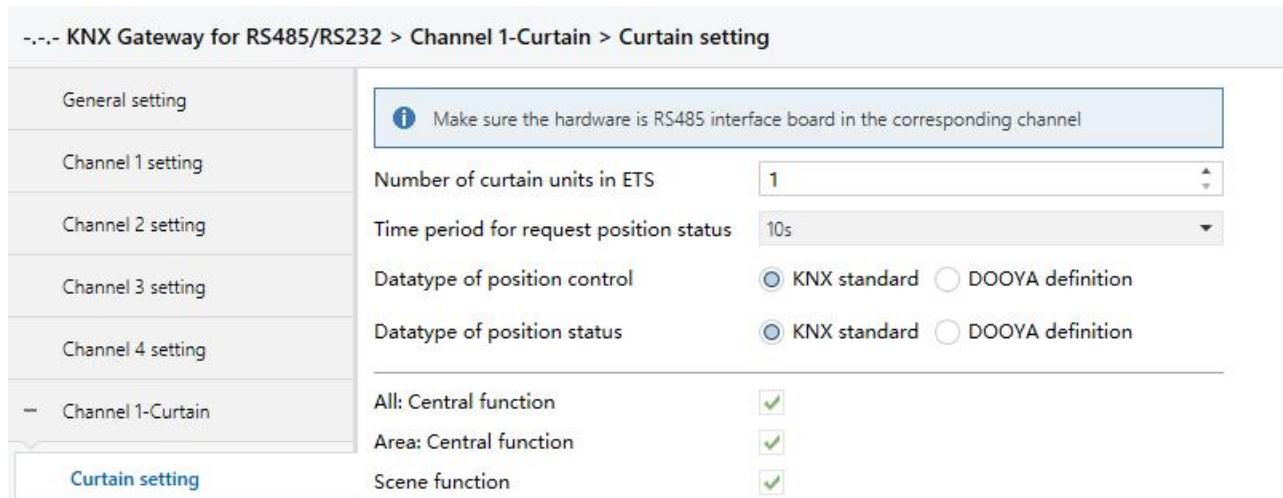 -.-.- KNX Gateway for RS485/RS232 > Channel 1-Curtain > Curtain setting
General setting
Make sure the hardware is RS485 interface board in the corresponding channel
Channel 1 setting
Number of curtain units in ETS 1
Channel 2 setting
Time period for request position status 10s
Channel 3 setting
Datatype of position control KNX standard DOOYA definition
Datatype of position status KNX standard DOOYA definition
Channel 4 setting
Channel 1-Curtain
All: Central function
Area: Central function
Curtain setting
Scene function